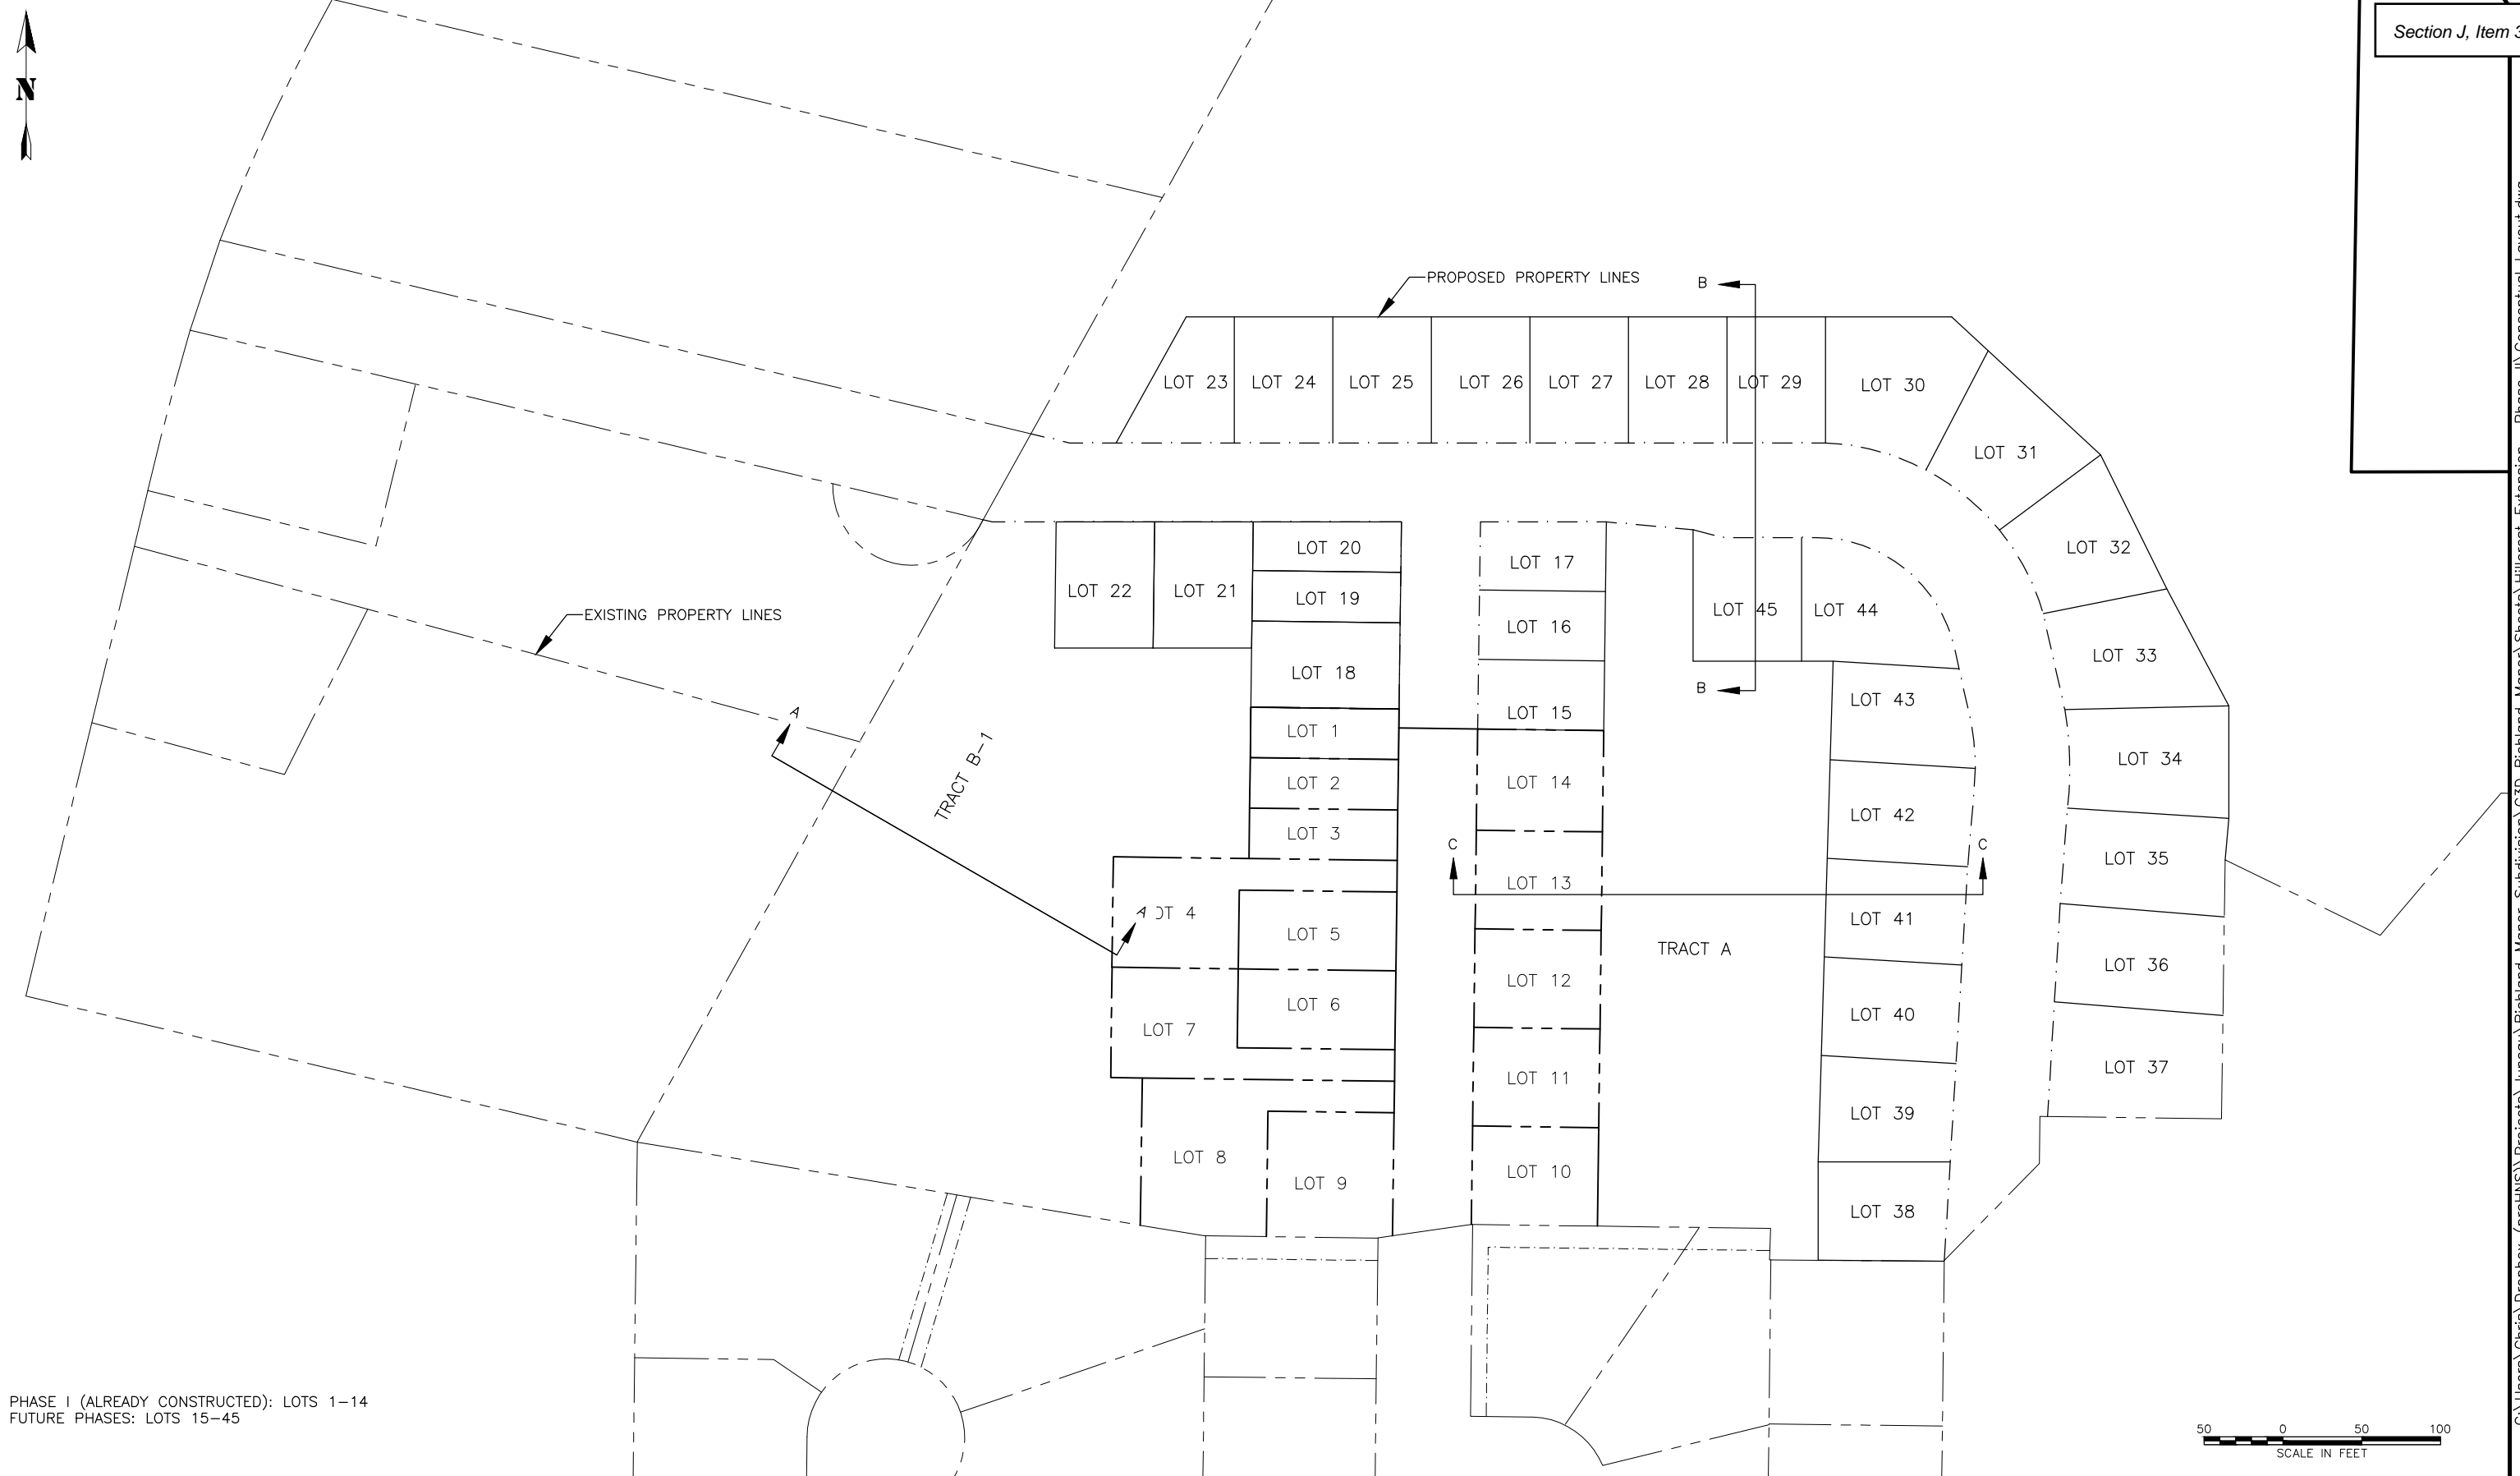 Section J, Item 3
N
PROPOSED PROPERTY LINES
B
LOT 23
LOT 24
LOT 25
LOT 26
LOT 27
LOT 28
LOT 29
LOT 30
LOT 31
LOT 32
LOT 33
LOT 34
LOT 35
LOT 36
LOT 37
LOT 22
LOT 21
LOT 20
LOT 19
LOT 18
LOT 17
LOT 16
LOT 15
LOT 45
LOT 44
B
LOT 43
LOT 42
LOT 41
LOT 40
LOT 39
LOT 38
EXISTING PROPERTY LINES
A
TRACT B-1
LOT 1
LOT 2
LOT 3
LOT 4
A
LOT 5
LOT 6
LOT 7
LOT 8
LOT 9
LOT 14
C
C
LOT 13
LOT 12
LOT 11
LOT 10
TRACT A
PHASE I (ALREADY CONSTRUCTED): LOTS 1-14
FUTURE PHASES: LOTS 15-45
50 0 50 100
SCALE IN FEET